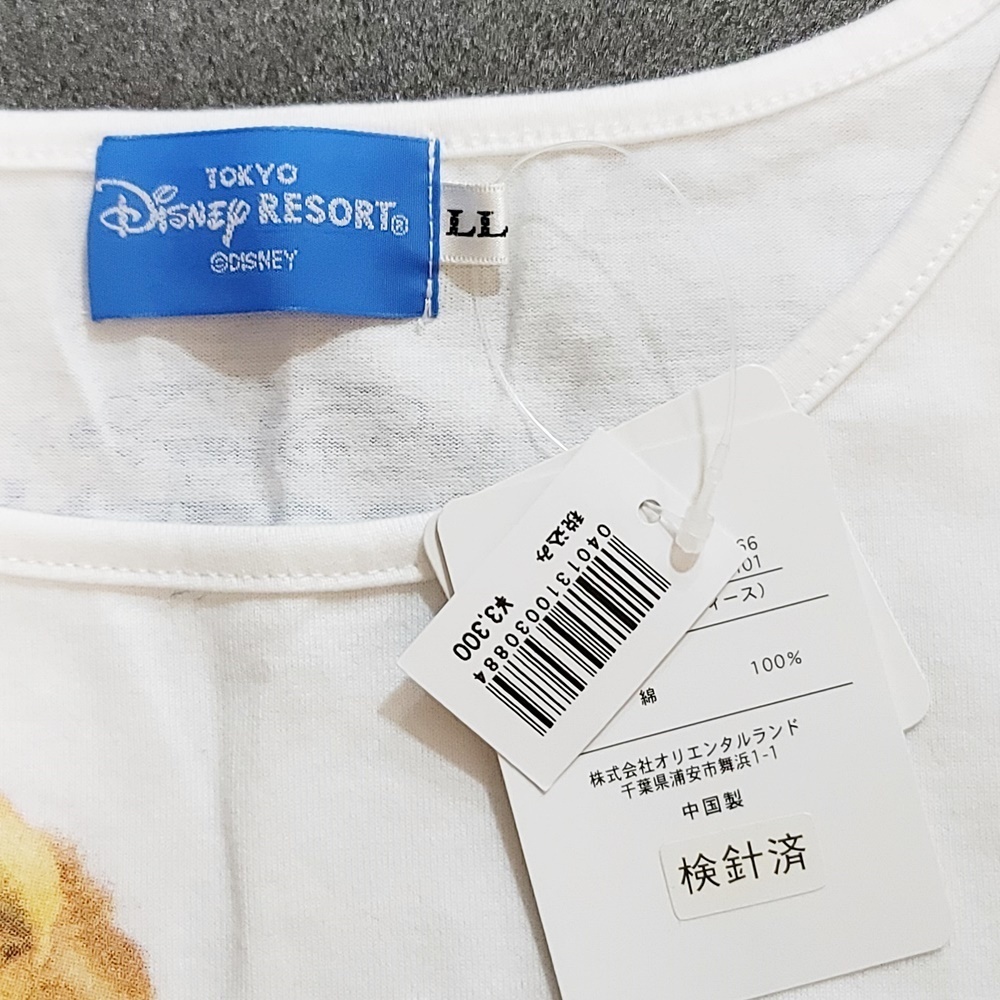 TOKYO
Disney RESORT®
©DISNEY
LL
税込み
0401310030884
¥3,300
66
101
ィース)
綿 100%
株式会社オリエンタルランド
千葉県浦安市舞浜1-1
中国製
検針済